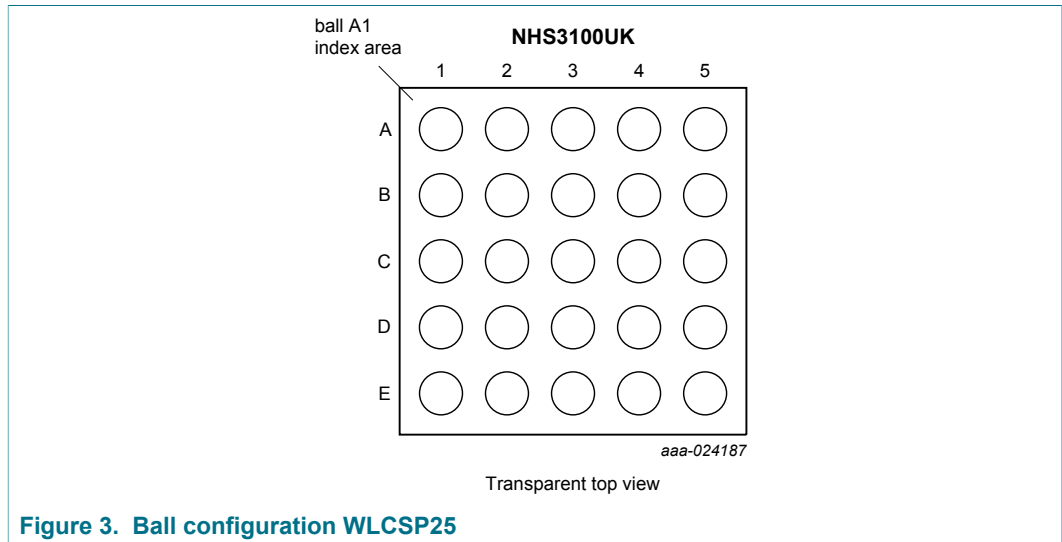 ball A1
index area
NHS3100UK
1 2 3 4 5
A
B
C
D
E
aaa-024187
Transparent top view
Figure 3. Ball configuration WLCSP25